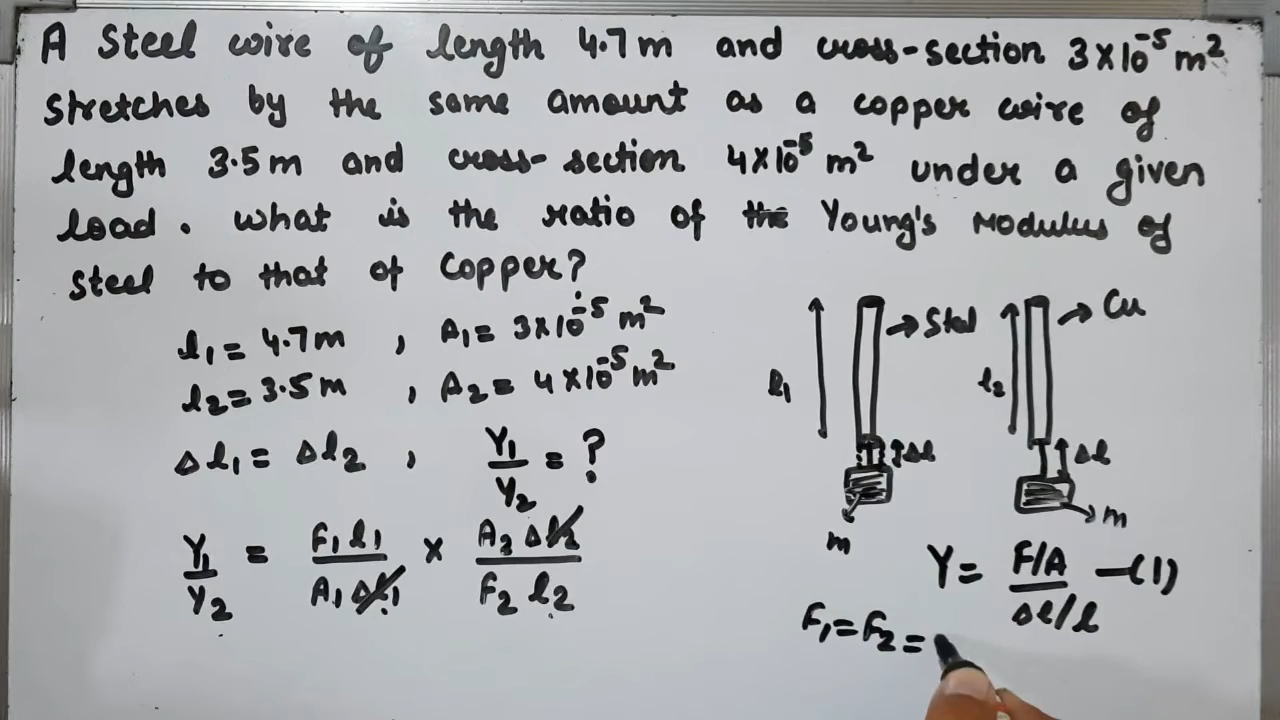 A Steel wire of length 4.7 m and cross-section 3×10⁻⁵ m²
stretches by the same amount as a copper wire of
length 3.5 m and cross-section 4×10⁻⁵ m² under a given
load. What is the ratio of the Young's Modulus of
Steel to that of Copper?
l₁ = 4.7 m , A₁ = 3×10⁻⁵ m²
l₂ = 3.5 m , A₂ = 4×10⁻⁵ m²
Δl₁ = Δl₂ , Y₁/Y₂ = ?
Y₁/Y₂ = F₁l₁/A₁Δl₁ × A₂Δl₂/F₂l₂
Steel
Cu
l₁
l₂
Δl
Δl
m
m
Y = F/A / Δl/l —(1)
F₁ = F₂ =